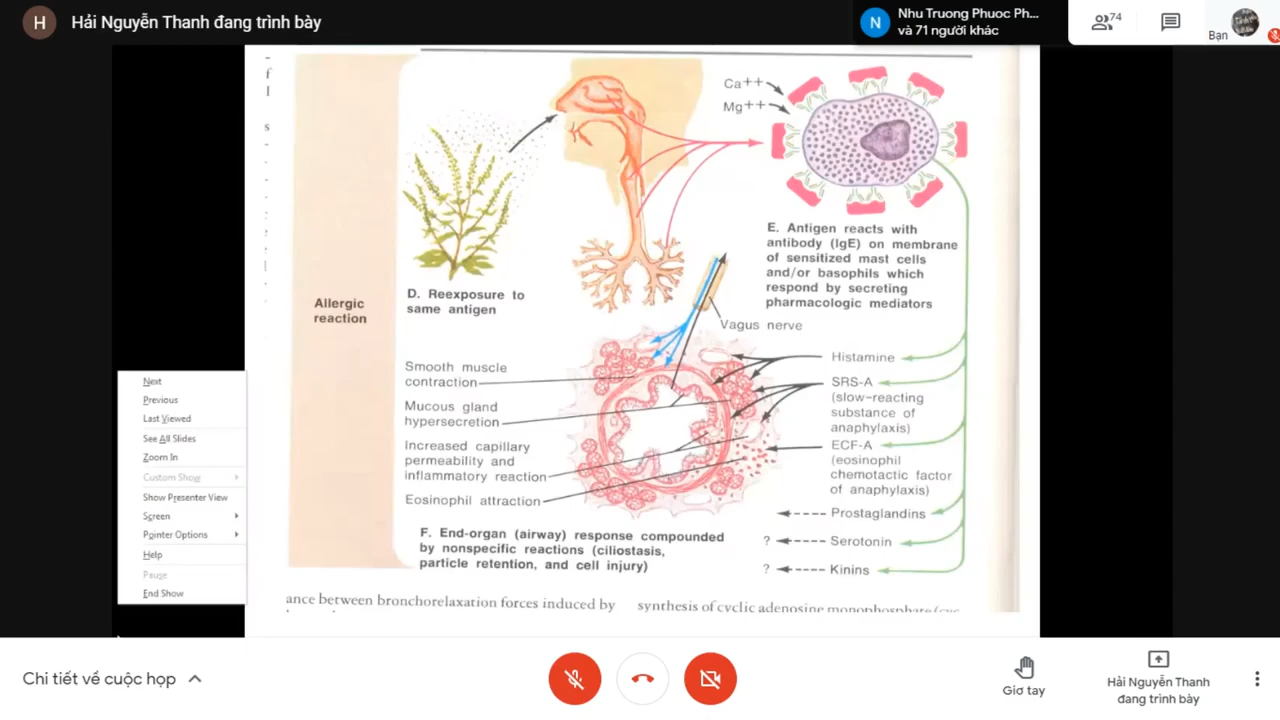 H
Hải Nguyễn Thanh đang trình bày
N
Nhu Truong Phuoc Ph...
và 71 người khác
74
Bạn
f
l
s
Ca++
Mg++
E. Antigen reacts with
antibody (IgE) on membrane
of sensitized mast cells
and/or basophils which
respond by secreting
pharmacologic mediators
Allergic
reaction
D. Reexposure to
same antigen
Vagus nerve
Smooth muscle
contraction
Mucous gland
hypersecretion
Increased capillary
permeability and
inflammatory reaction
Eosinophil attraction
Histamine
SRS-A
(slow-reacting
substance of
anaphylaxis)
ECF-A
(eosinophil
chemotactic factor
of anaphylaxis)
Prostaglandins
? Serotonin
? Kinins
F. End-organ (airway) response compounded
by nonspecific reactions (ciliostasis,
particle retention, and cell injury)
ance between bronchorelaxation forces induced by
synthesis of cyclic adenosine monophosphate (cyc
Next
Previous
Last Viewed
See All Slides
Zoom In
Custom Show
Show Presenter View
Screen
Pointer Options
Help
Pause
End Show
Chi tiết về cuộc họp
Giơ tay
Hải Nguyễn Thanh
đang trình bày